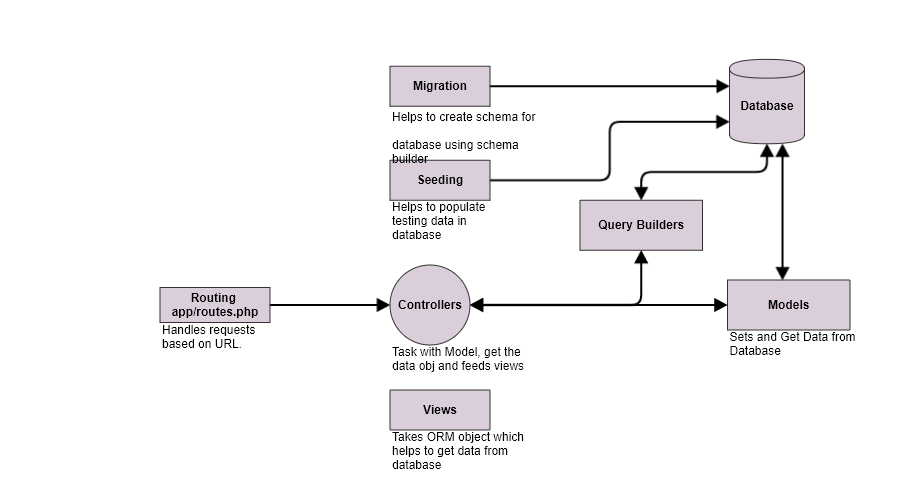 Migration
Database
Helps to create schema for
database using schema
builder
Seeding
Helps to populate
testing data in
database
Query Builders
Routing
app/routes.php
Controllers
Models
Handles requests
based on URL.
Sets and Get Data from
Database
Task with Model, get the
data obj and feeds views
Views
Takes ORM object which
helps to get data from
database